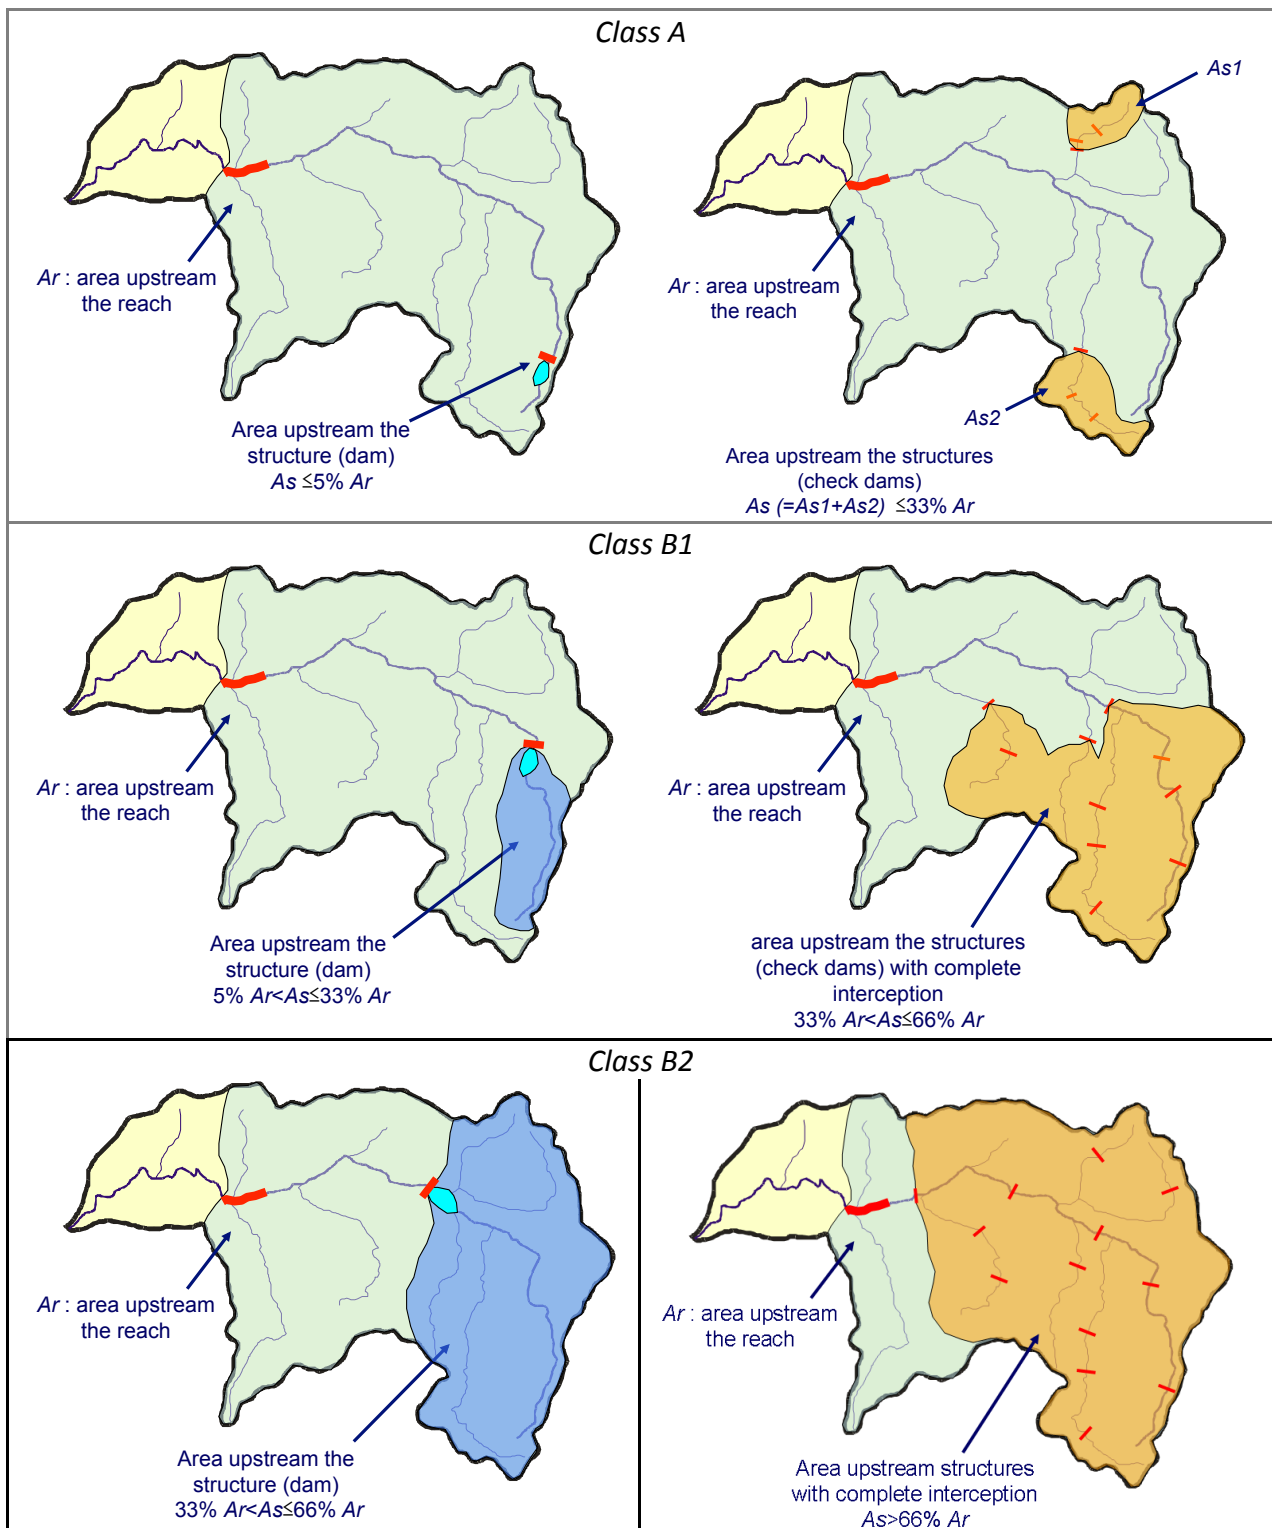 Class A
Ar : area upstream
the reach
Area upstream the
structure (dam)
As ≤5% Ar
As1
Ar : area upstream
the reach
As2
Area upstream the structures
(check dams)
As (=As1+As2) ≤33% Ar
Class B1
Ar : area upstream
the reach
Area upstream the
structure (dam)
5% Ar<As≤33% Ar
Ar : area upstream
the reach
area upstream the structures
(check dams) with complete
interception
33% Ar<As≤66% Ar
Class B2
Ar : area upstream
the reach
Area upstream the
structure (dam)
33% Ar<As≤66% Ar
Ar : area upstream
the reach
Area upstream structures
with complete interception
As>66% Ar